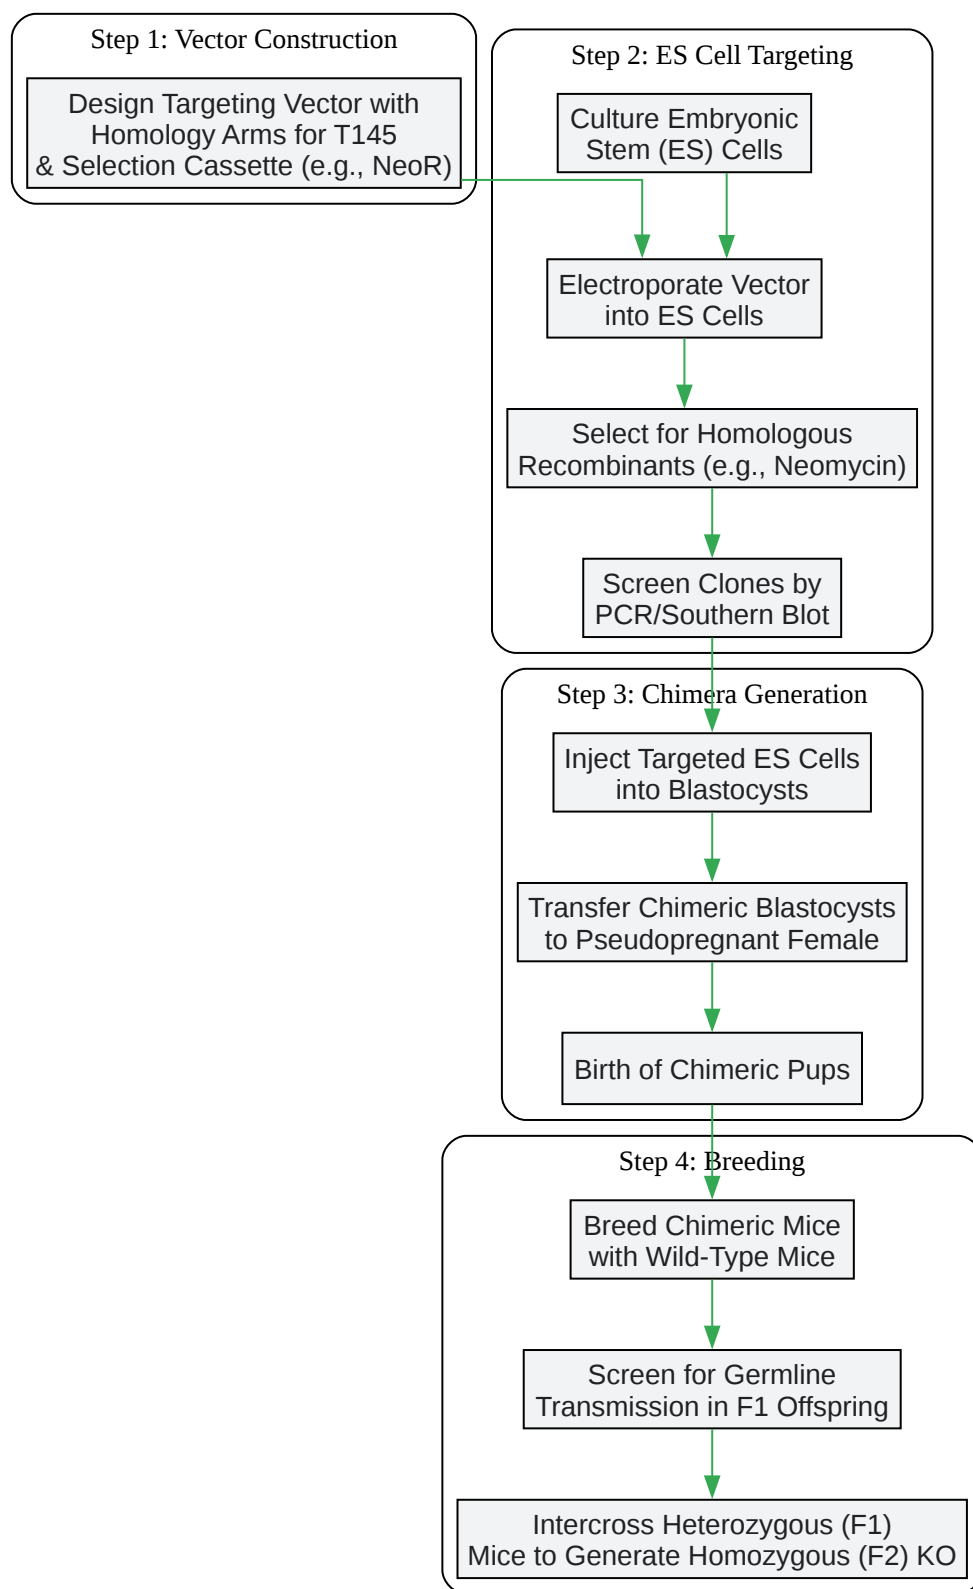 Step 1: Vector Construction
Design Targeting Vector with
Homology Arms for T145
& Selection Cassette (e.g., NeoR)
Step 2: ES Cell Targeting
Culture Embryonic
Stem (ES) Cells
Electroporate Vector
into ES Cells
Select for Homologous
Recombinants (e.g., Neomycin)
Screen Clones by
PCR/Southern Blot
Step 3: Chimera Generation
Inject Targeted ES Cells
into Blastocysts
Transfer Chimeric Blastocysts
to Pseudopregnant Female
Birth of Chimeric Pups
Step 4: Breeding
Breed Chimeric Mice
with Wild-Type Mice
Screen for Germline
Transmission in F1 Offspring
Intercross Heterozygous (F1)
Mice to Generate Homozygous (F2) KO